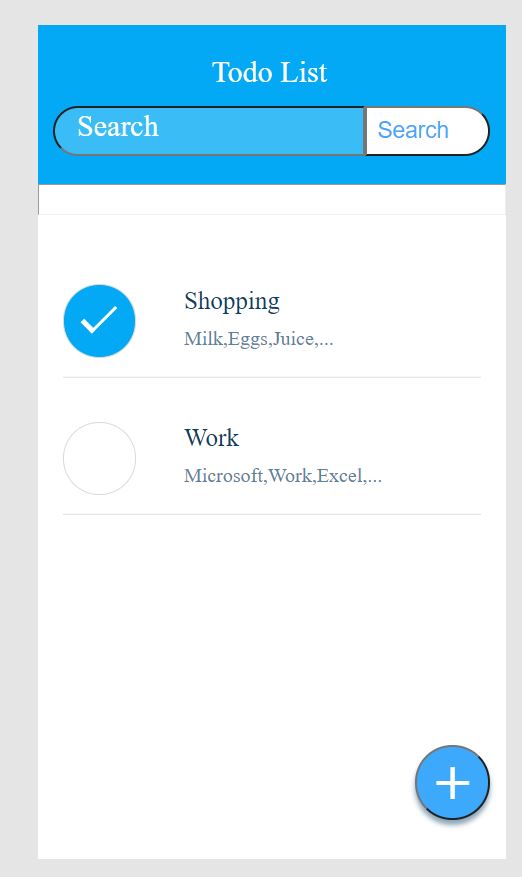 Todo List
Search
Search
Shopping
Milk,Eggs,Juice,...
Work
Microsoft,Work,Excel,...